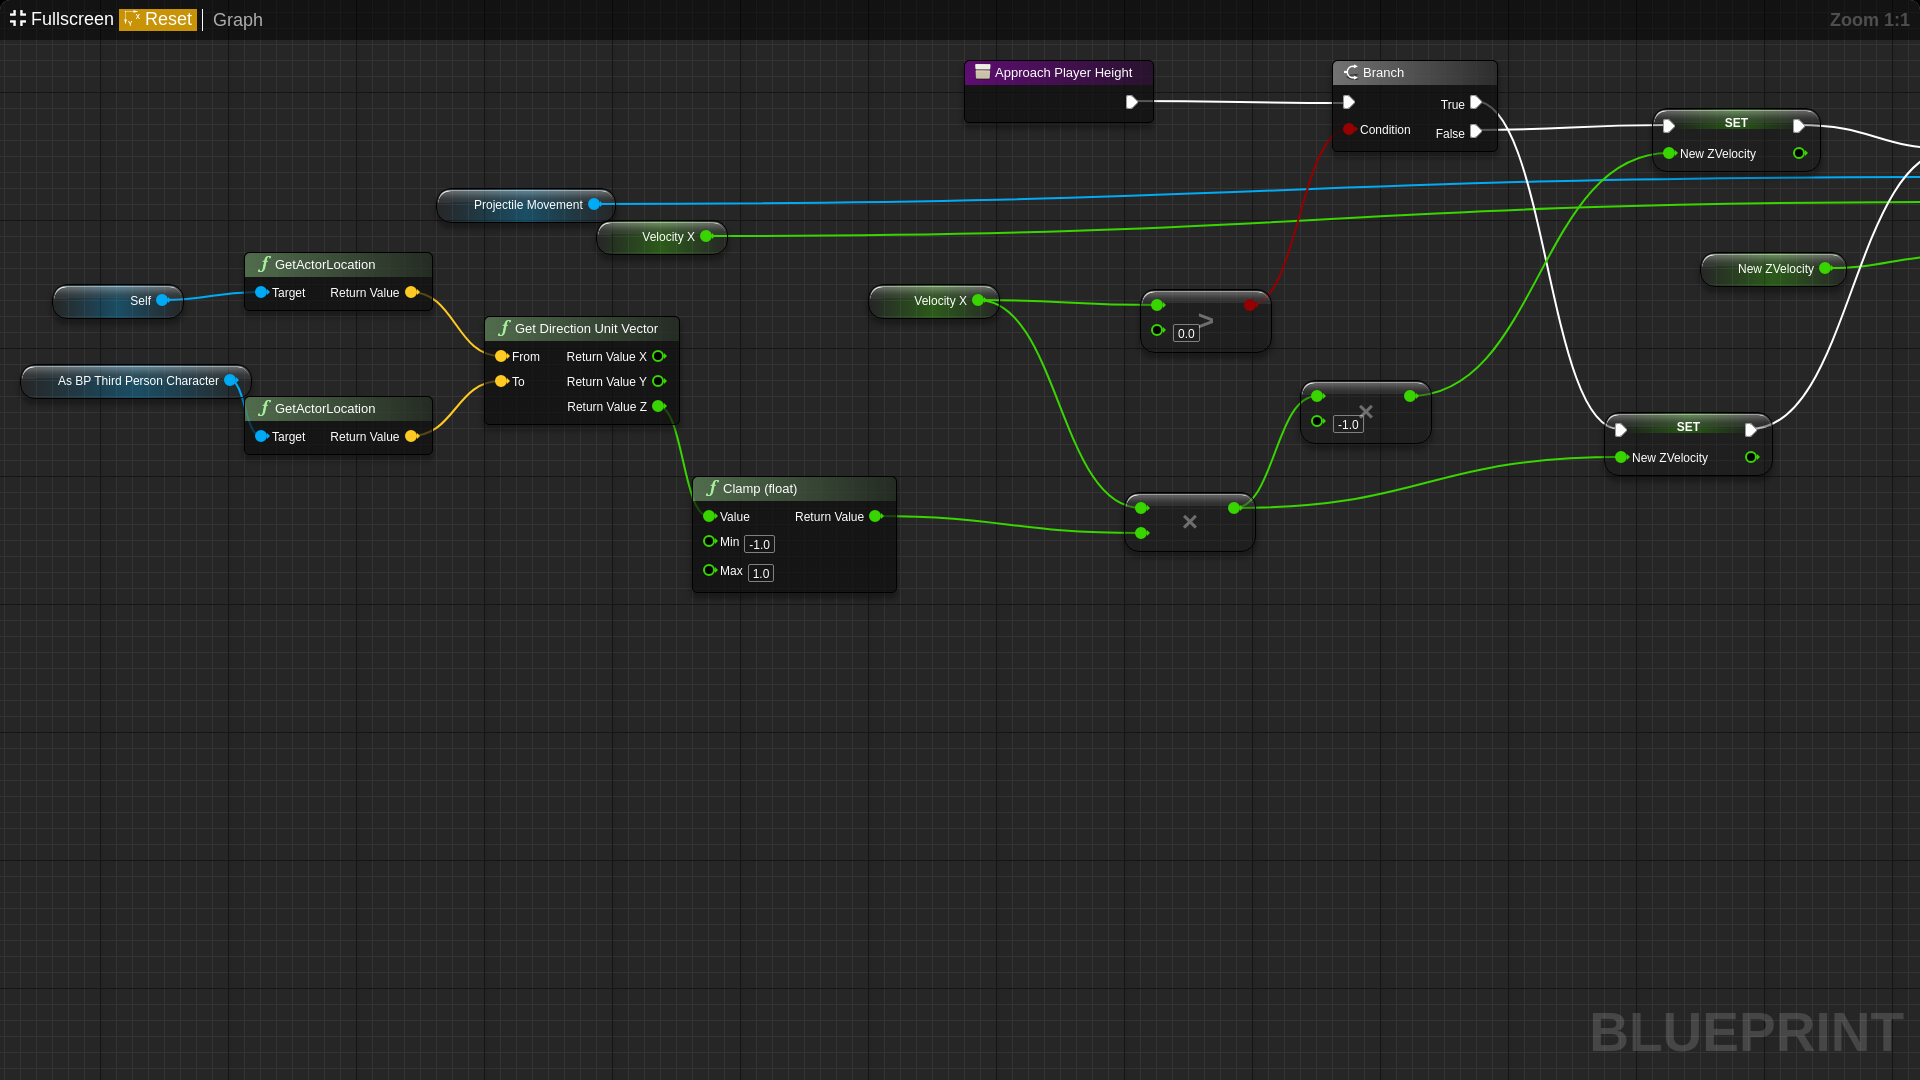 Fullscreen Reset Graph
Zoom 1:1
Approach Player Height
Branch
True
Condition
False
SET
New ZVelocity
Projectile Movement
Velocity X
GetActorLocation
Target Return Value
Self
New ZVelocity
Velocity X
>
0.0
Get Direction Unit Vector
From Return Value X
To Return Value Y
Return Value Z
As BP Third Person Character
GetActorLocation
Target Return Value
×
-1.0
SET
New ZVelocity
Clamp (float)
Value Return Value
Min -1.0
Max 1.0
×
BLUEPRINT